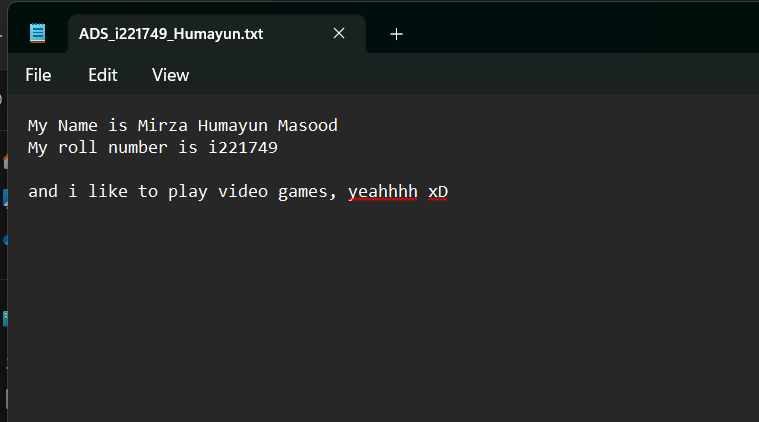 ADS_i221749_Humayun.txt
File Edit View
My Name is Mirza Humayun Masood
My roll number is i221749
and i like to play video games, yeahhhh xD